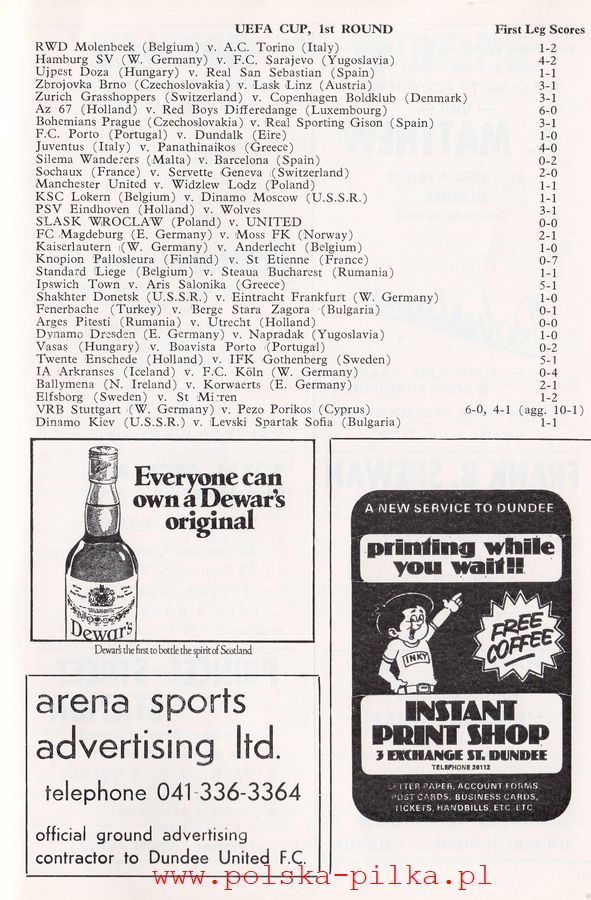 UEFA CUP, 1st ROUND First Leg Scores
RWD Molenbeek (Belgium) v. A.C. Torino (Italy) 1-2
Hamburg SV (W. Germany) v. F.C. Sarajevo (Yugoslavia) 4-2
Ujpest Doza (Hungary) v. Real San Sebastian (Spain) 1-1
Zbrojovka Brno (Czechoslovakia) v. Lask Linz (Austria) 3-1
Zurich Grasshoppers (Switzerland) v. Copenhagen Boldklub (Denmark) 3-1
Az 67 (Holland) v. Red Boys Differedange (Luxembourg) 6-0
Bohemians Prague (Czechoslovakia) v. Real Sporting Gison (Spain) 3-1
F.C. Porto (Portugal) v. Dundalk (Eire) 1-0
Juventus (Italy) v. Panathinaikos (Greece) 4-0
Silema Wanderers (Malta) v. Barcelona (Spain) 0-2
Sochaux (France) v. Servette Geneva (Switzerland) 2-0
Manchester United v. Widzlew Lodz (Poland) 1-1
KSC Lokern (Belgium) v. Dinamo Moscow (U.S.S.R.) 1-1
PSV Eindhoven (Holland) v. Wolves 3-1
SLASK WROCLAW (Poland) v. UNITED 0-0
FC Magdeburg (E. Germany) v. Moss FK (Norway) 2-1
Kaiserlautern (W. Germany) v. Anderlecht (Belgium) 1-0
Knopion Pallosleura (Finland) v. St Etienne (France) 0-7
Standard Liege (Belgium) v. Steaua Bucharest (Rumania) 1-1
Ipswich Town v. Aris Salonika (Greece) 5-1
Shakhter Donetsk (U.S.S.R.) v. Eintracht Frankfurt (W. Germany) 1-0
Fenerbache (Turkey) v. Berge Stara Zagora (Bulgaria) 0-1
Arges Pitesti (Rumania) v. Utrecht (Holland) 0-0
Dynamo Dresden (E. Germany) v. Napradak (Yugoslavia) 1-0
Vasas (Hungary) v. Boavista Porto (Portugal) 0-2
Twente Enschede (Holland) v. IFK Gothenberg (Sweden) 5-1
IA Arkranses (Iceland) v. F.C. Köln (W. Germany) 0-4
Ballymena (N. Ireland) v. Korwaerts (E. Germany) 2-1
Elfsborg (Sweden) v. St Mirren 1-2
VRB Stuttgart (W. Germany) v. Pezo Porikos (Cyprus) 6-0, 4-1 (agg. 10-1)
Dinamo Kiev (U.S.S.R.) v. Levski Spartak Sofia (Bulgaria) 1-1
Everyone can
own a Dewar's
original
Dewar's
Dewar's the first to bottle the spirit of Scotland
arena sports
advertising ltd.
telephone 041-336-3364
official ground advertising
contractor to Dundee United F.C.
A NEW SERVICE TO DUNDEE
printing while
you wait!!
FREE
COFFEE
INKY
INSTANT
PRINT SHOP
3 EXCHANGE ST. DUNDEE
TELEPHONE 26112
LETTER PAPER, ACCOUNT FORMS,
POST CARDS, BUSINESS CARDS,
TICKETS, HANDBILLS, ETC. ETC.
www.polska-pilka.pl